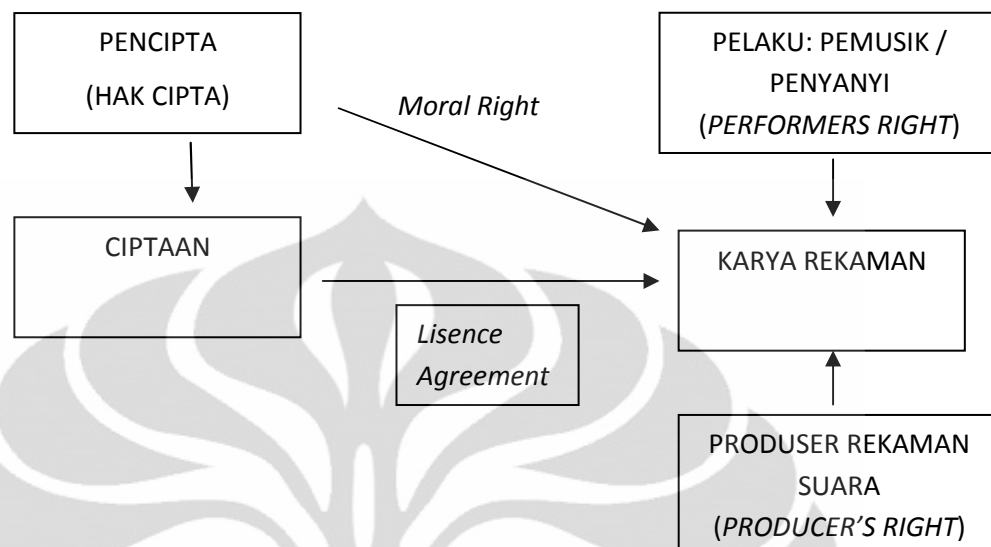 PENCIPTA
(HAK CIPTA)
Moral Right
PELAKU: PEMUSIK /
PENYANYI
(PERFORMERS RIGHT)
CIPTAAN
KARYA REKAMAN
Lisence
Agreement
PRODUSER REKAMAN
SUARA
(PRODUCER’S RIGHT)